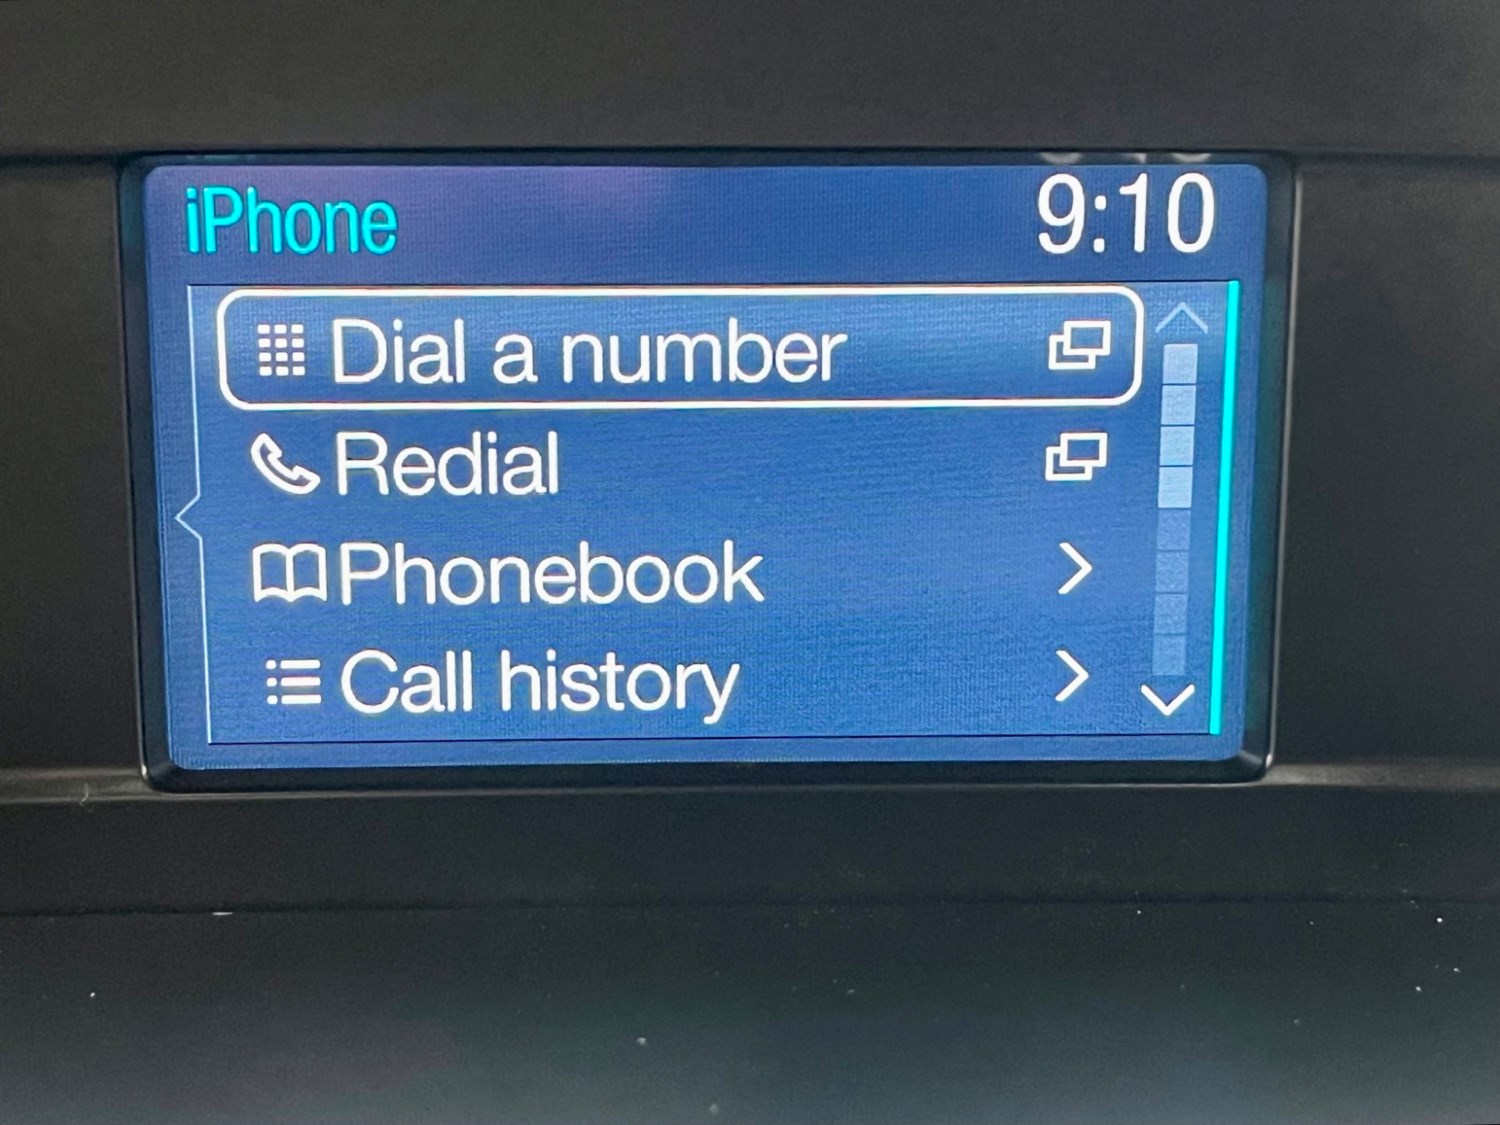 iPhone 9:10
Dial a number
Redial
Phonebook
Call history